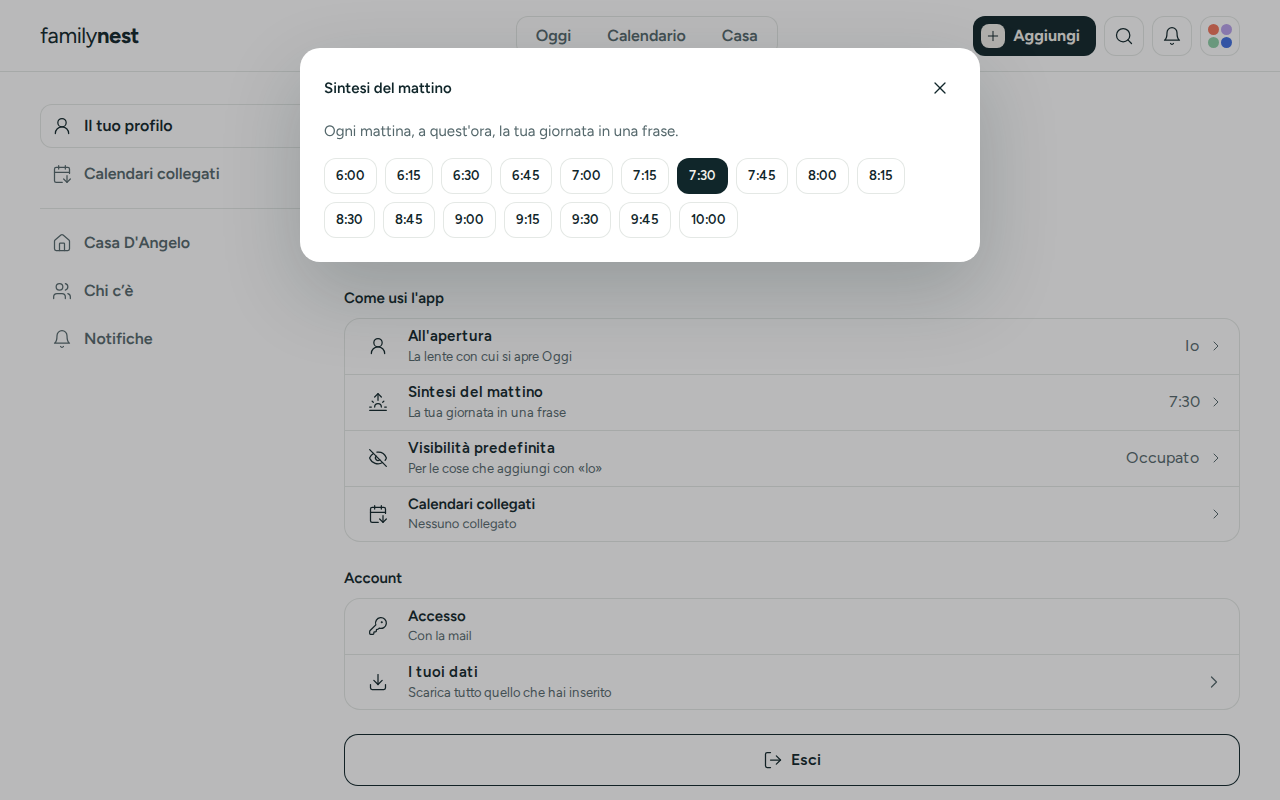 familynest
Oggi
Calendario
Casa
Aggiungi
Il tuo profilo
Calendari collegati
Casa D'Angelo
Chi c'è
Notifiche
Sintesi del mattino
Ogni mattina, a quest'ora, la tua giornata in una frase.
6:00 6:15 6:30 6:45 7:00 7:15 7:30 7:45 8:00 8:15
8:30 8:45 9:00 9:15 9:30 9:45 10:00
Come usi l'app
All'apertura
La lente con cui si apre Oggi
Io
Sintesi del mattino
La tua giornata in una frase
7:30
Visibilità predefinita
Per le cose che aggiungi con «Io»
Occupato
Calendari collegati
Nessuno collegato
Account
Accesso
Con la mail
I tuoi dati
Scarica tutto quello che hai inserito
Esci